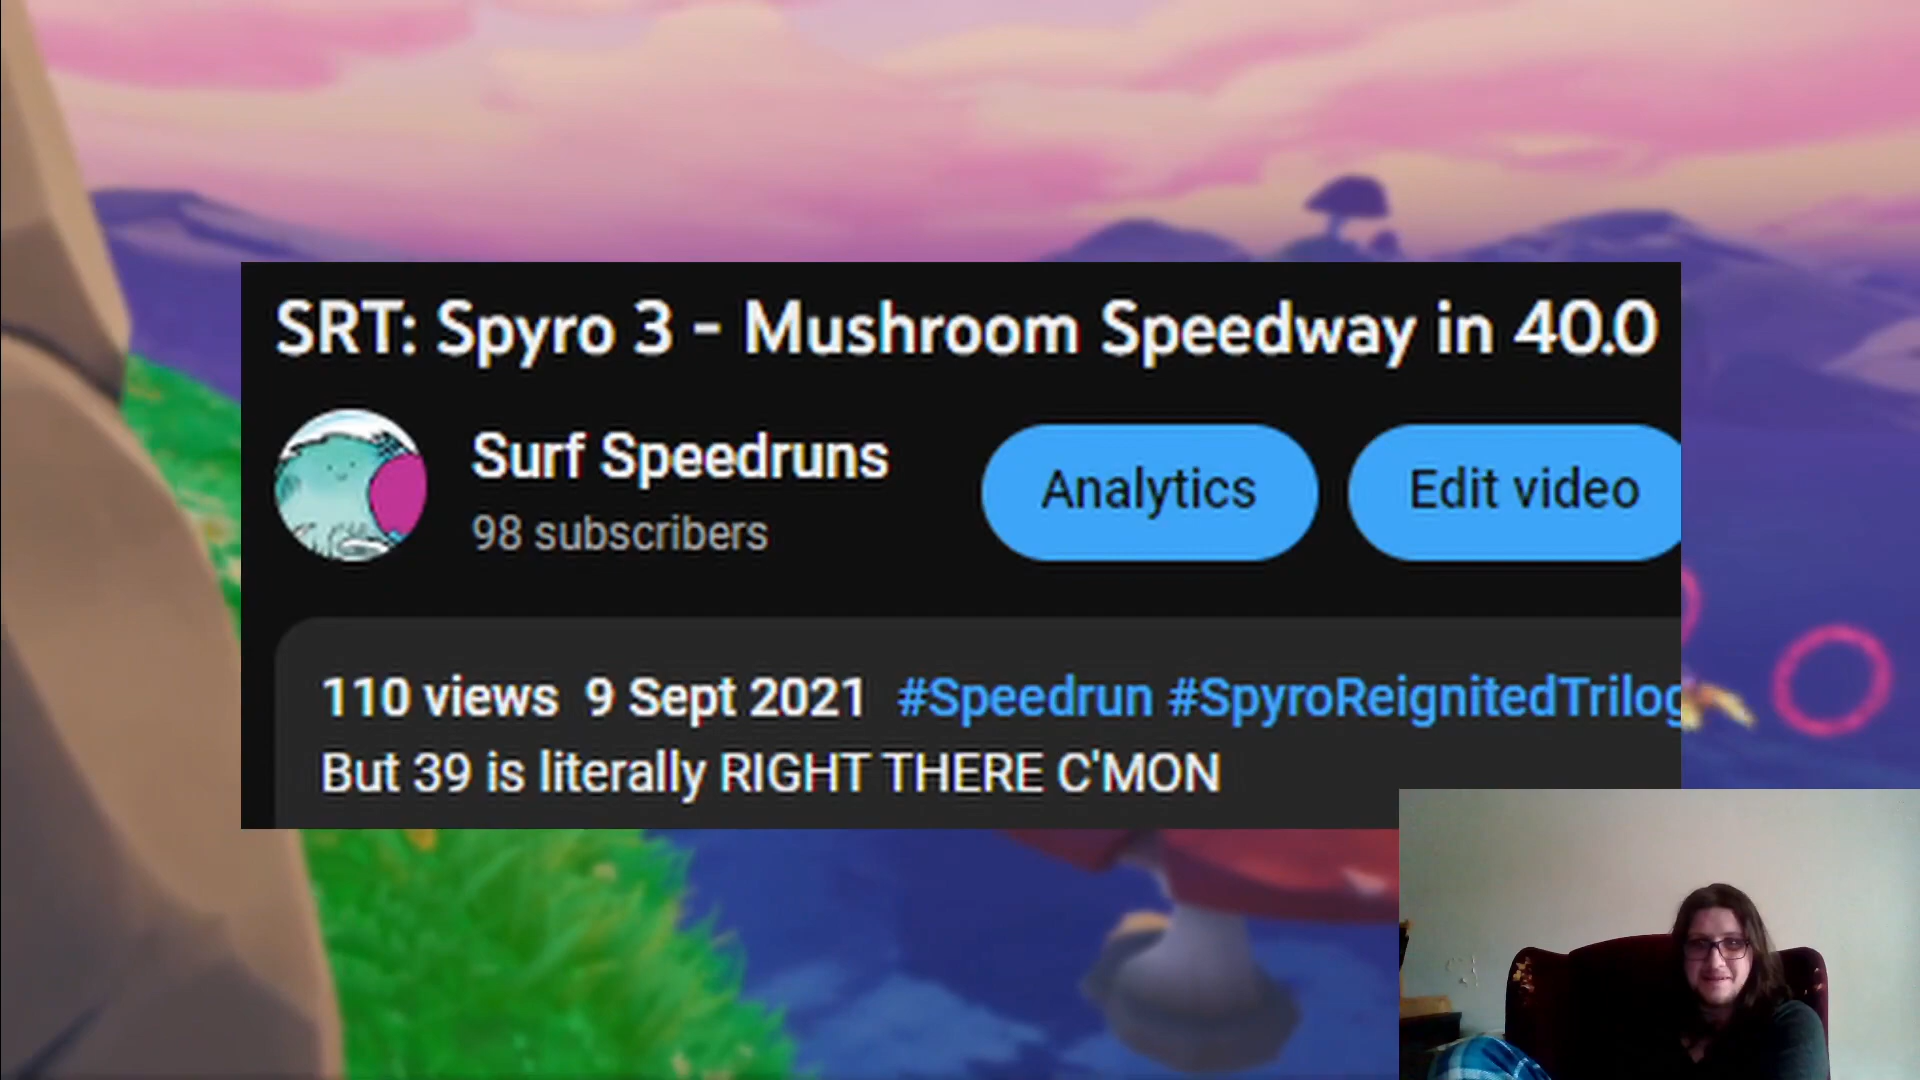 SRT: Spyro 3 - Mushroom Speedway in 40.0
Surf Speedruns
98 subscribers
Analytics
Edit video
110 views 9 Sept 2021 #Speedrun #SpyroReignitedTrilog
But 39 is literally RIGHT THERE C'MON